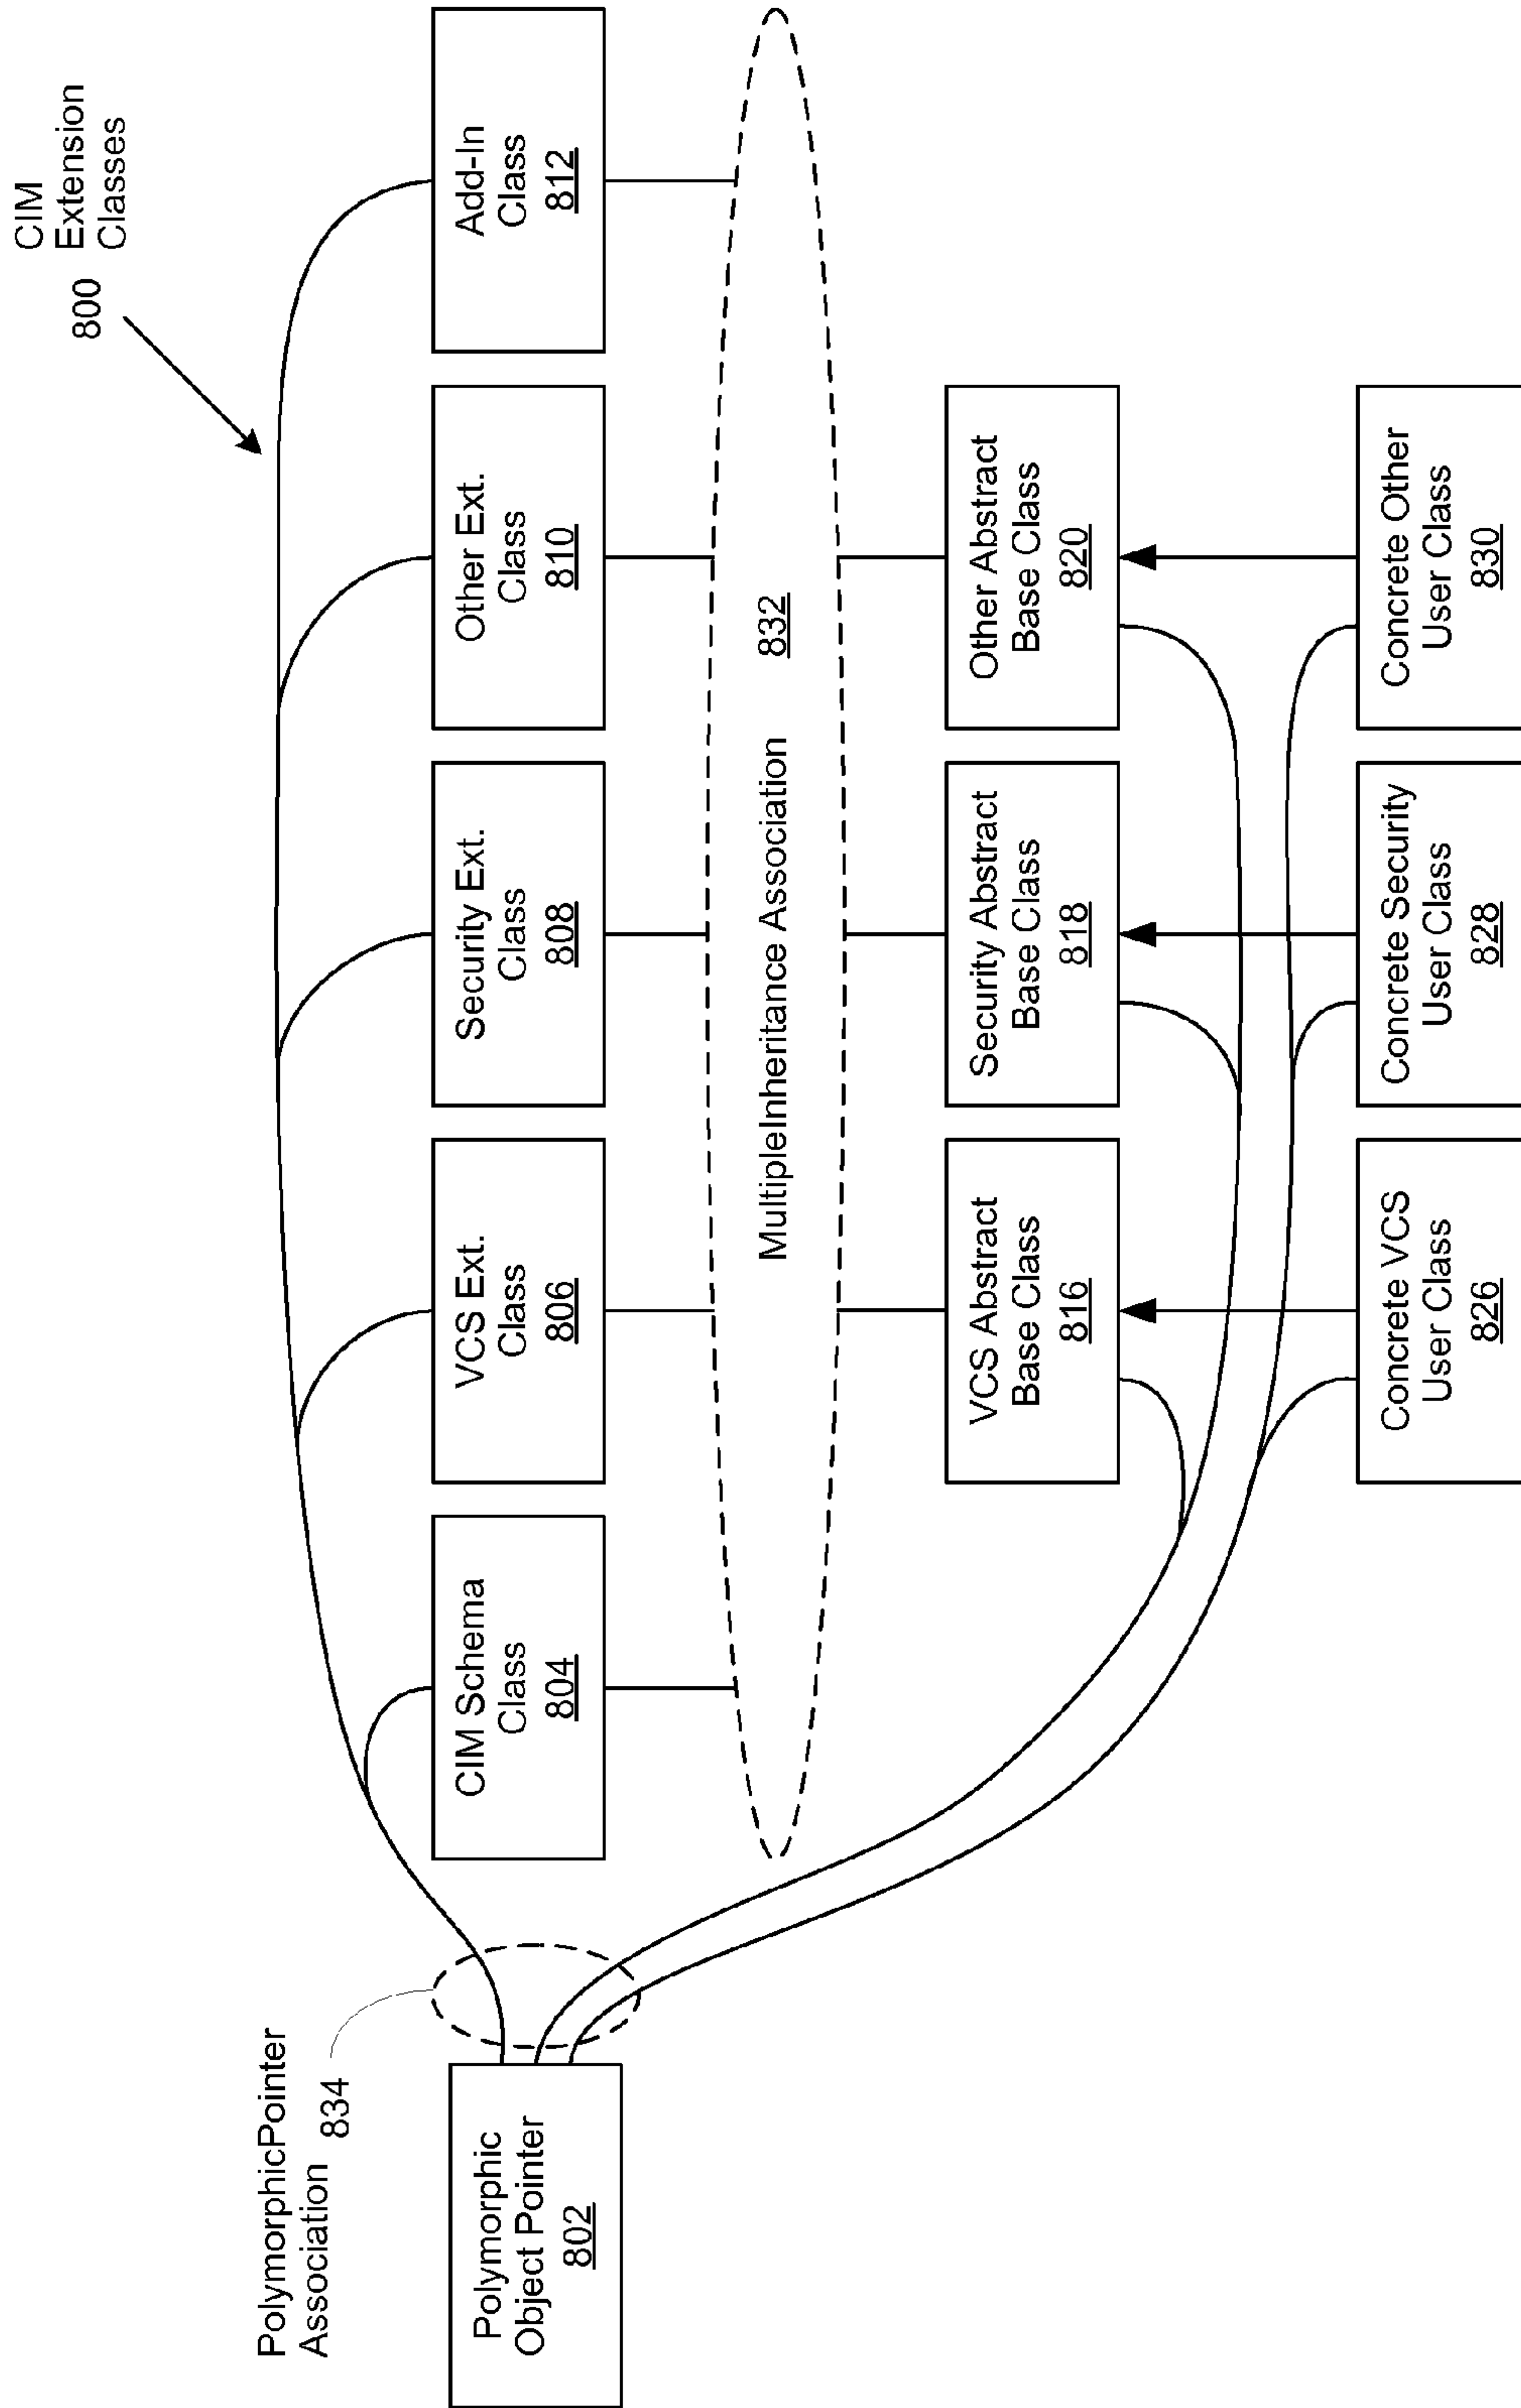 CIM
Extension
Classes
800
PolymorphicPointer
Association 834
Polymorphic
Object Pointer
802
CIM Schema
Class
804
VCS Ext.
Class
806
Security Ext.
Class
808
Other Ext.
Class
810
Add-In
Class
812
MultipleInheritance Association 832
VCS Abstract
Base Class
816
Security Abstract
Base Class
818
Other Abstract
Base Class
820
Concrete VCS
User Class
826
Concrete Security
User Class
828
Concrete Other
User Class
830